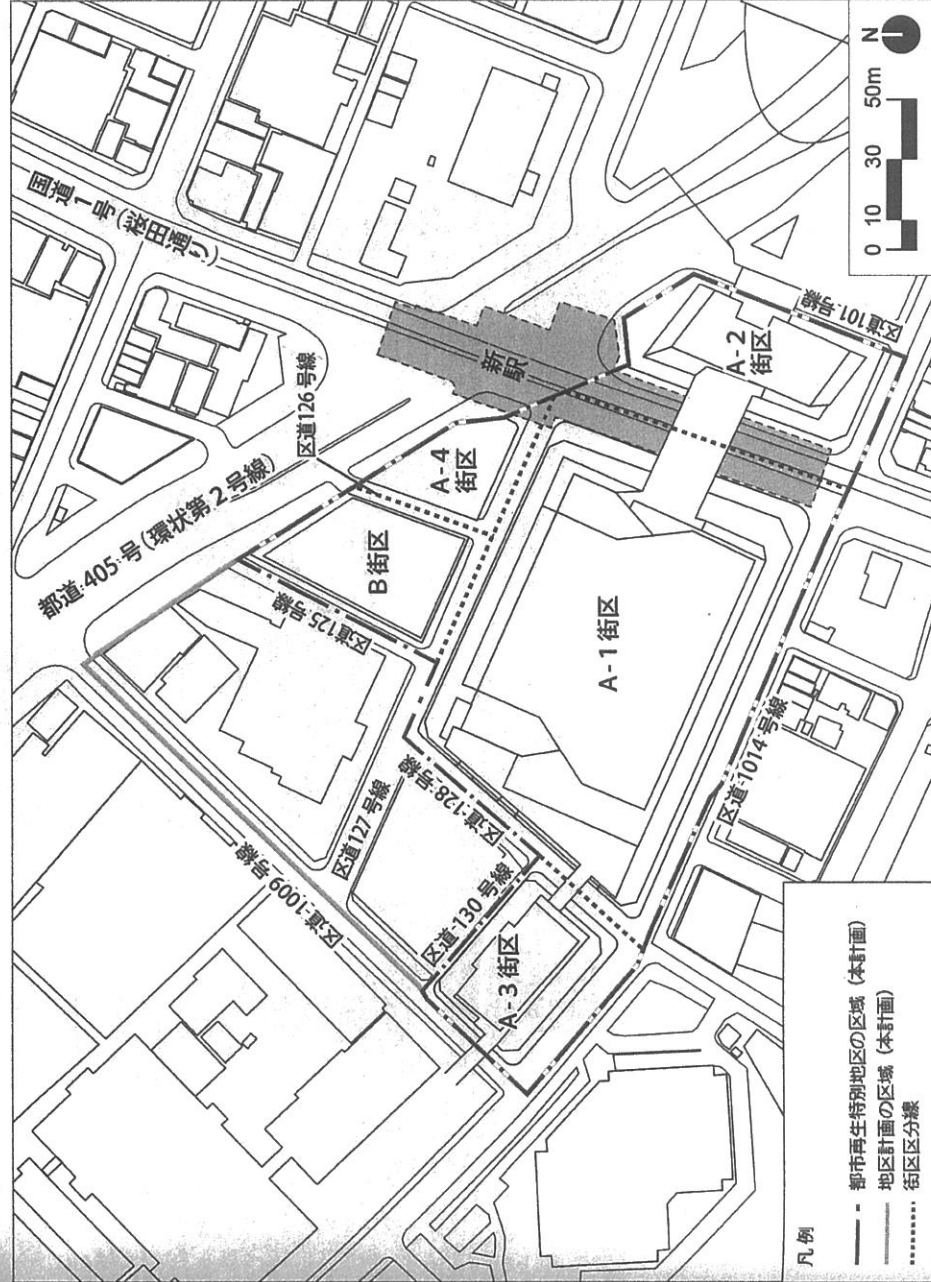 国道1号(桜田通り)
都道405号(環状第2号線)
区道126号線
新駅
A-4
街区
B街区
区道125号線
A-2
街区
区道101号線
A-1街区
区道128号線
区道127号線
区道1009号線
区道130号線
A-3街区
区道1014号線
0 10 30 50m
N
凡例
都市再生特別地区の区域(本計画)
地区計画の区域(本計画)
街区区分線